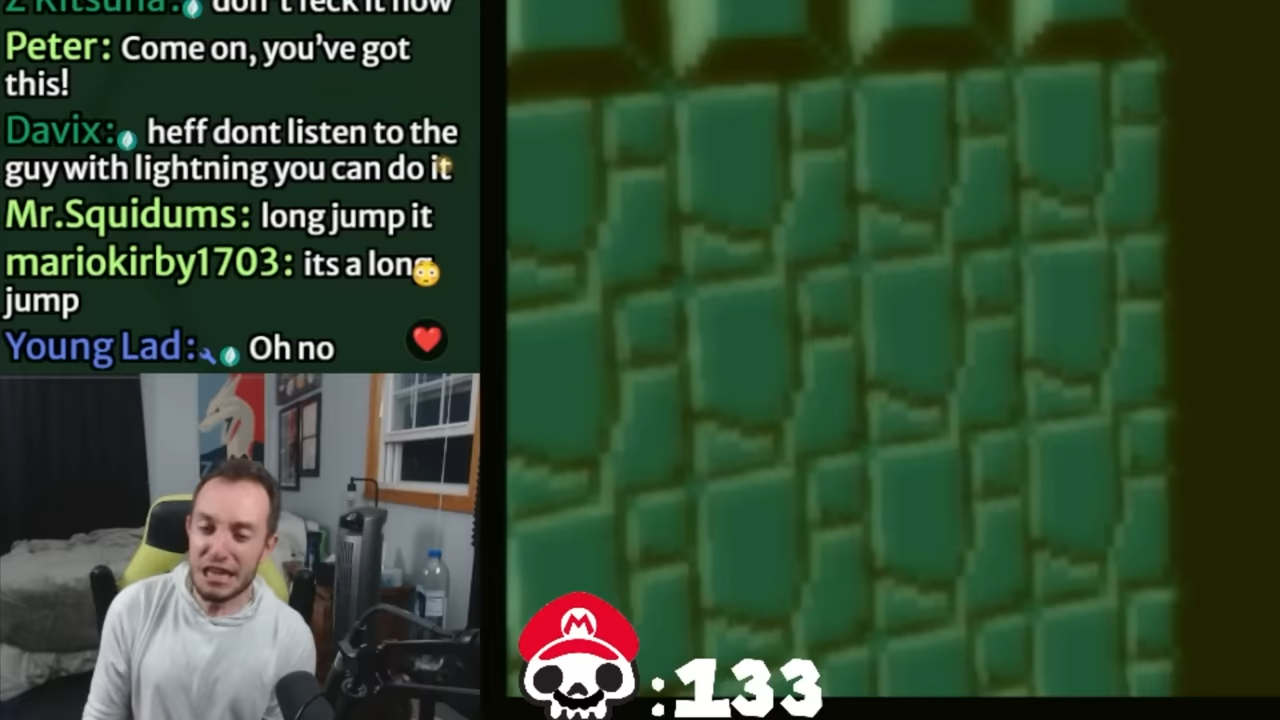 Z Kitsuna: don't feck it now
Peter: Come on, you've got
this!
Davix: heff dont listen to the
guy with lightning you can do it
Mr.Squidums: long jump it
mariokirby1703: its a long
jump
Young Lad: Oh no
M
:133